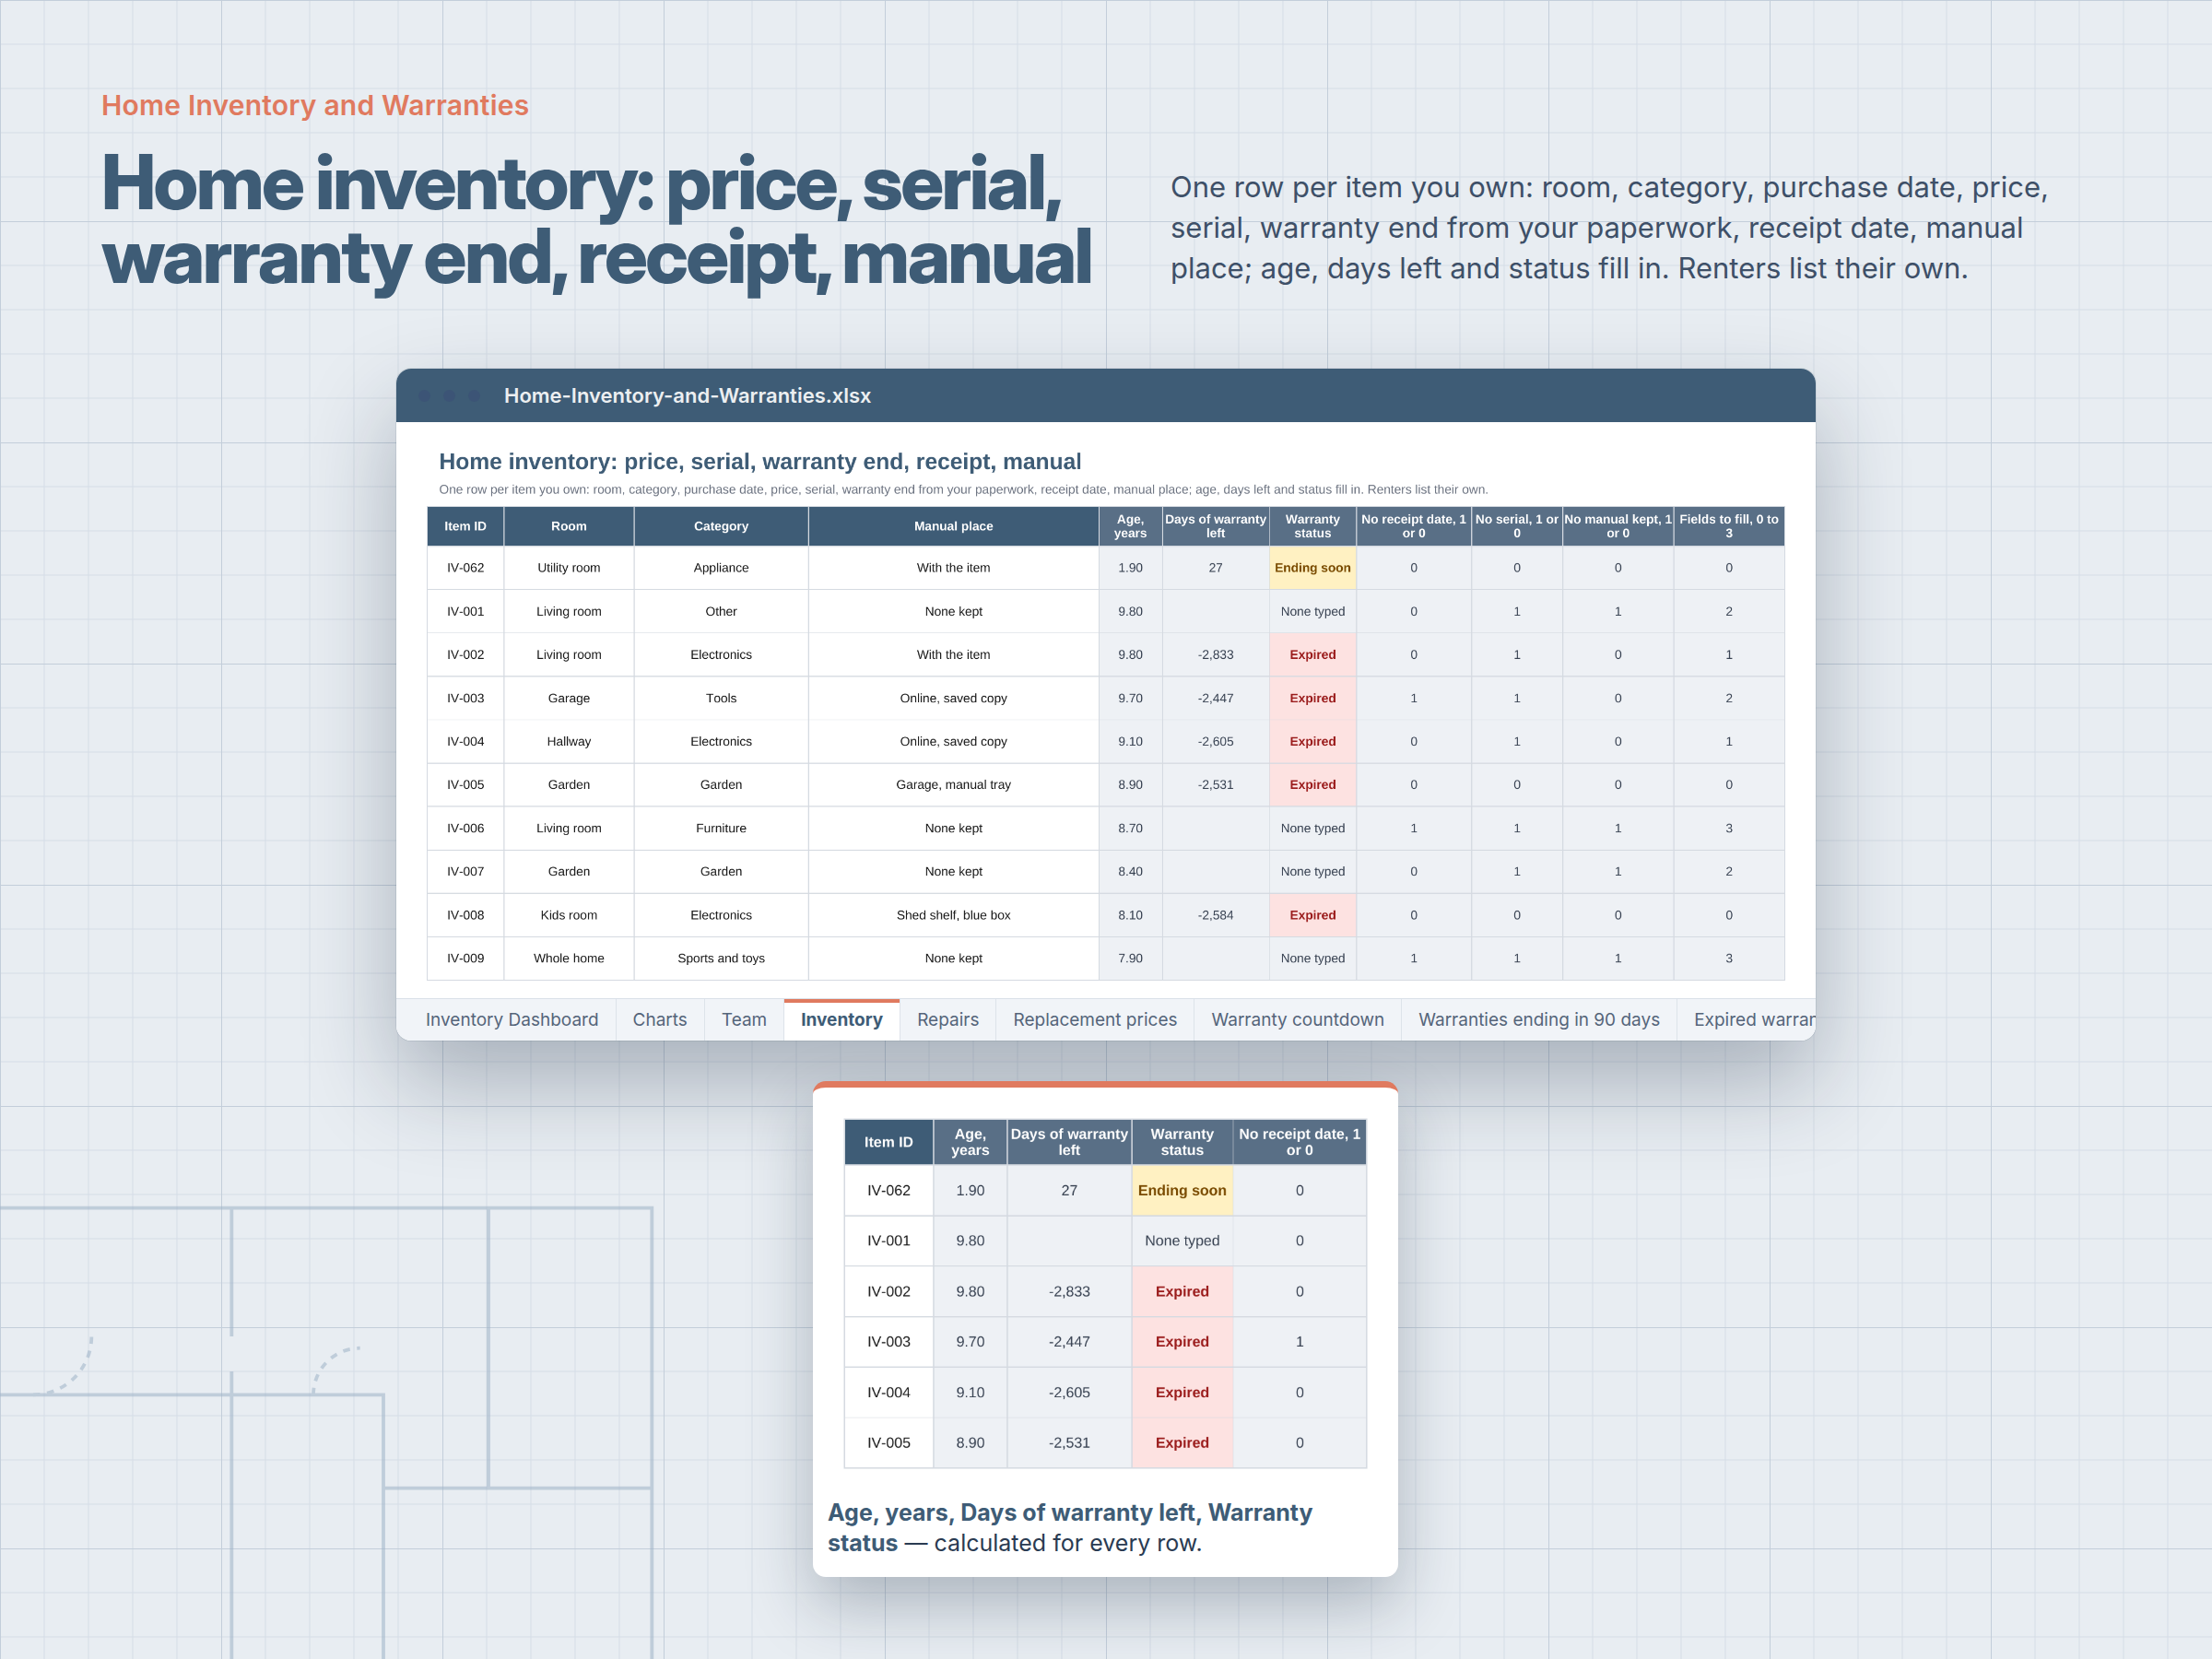 Home Inventory and Warranties
Home inventory: price, serial,
warranty end, receipt, manual
One row per item you own: room, category, purchase date, price,
serial, warranty end from your paperwork, receipt date, manual
place; age, days left and status fill in. Renters list their own.
Home-Inventory-and-Warranties.xlsx
Home inventory: price, serial, warranty end, receipt, manual
One row per item you own: room, category, purchase date, price, serial, warranty end from your paperwork, receipt date, manual place; age, days left and status fill in. Renters list their own.
Item ID Room Category Manual place Age, years Days of warranty left Warranty status No receipt date, 1 or 0 No serial, 1 or 0 No manual kept, 1 or 0 Fields to fill, 0 to 3
IV-062 Utility room Appliance With the item 1.90 27 Ending soon 0 0 0 0
IV-001 Living room Other None kept 9.80 None typed 0 1 1 2
IV-002 Living room Electronics With the item 9.80 -2,833 Expired 0 1 0 1
IV-003 Garage Tools Online, saved copy 9.70 -2,447 Expired 1 1 0 2
IV-004 Hallway Electronics Online, saved copy 9.10 -2,605 Expired 0 1 0 1
IV-005 Garden Garden Garage, manual tray 8.90 -2,531 Expired 0 0 0 0
IV-006 Living room Furniture None kept 8.70 None typed 1 1 1 3
IV-007 Garden Garden None kept 8.40 None typed 0 1 1 2
IV-008 Kids room Electronics Shed shelf, blue box 8.10 -2,584 Expired 0 0 0 0
IV-009 Whole home Sports and toys None kept 7.90 None typed 1 1 1 3
Inventory Dashboard Charts Team Inventory Repairs Replacement prices Warranty countdown Warranties ending in 90 days Expired warran
Item ID Age, years Days of warranty left Warranty status No receipt date, 1 or 0
IV-062 1.90 27 Ending soon 0
IV-001 9.80 None typed 0
IV-002 9.80 -2,833 Expired 0
IV-003 9.70 -2,447 Expired 1
IV-004 9.10 -2,605 Expired 0
IV-005 8.90 -2,531 Expired 0
Age, years, Days of warranty left, Warranty
status — calculated for every row.